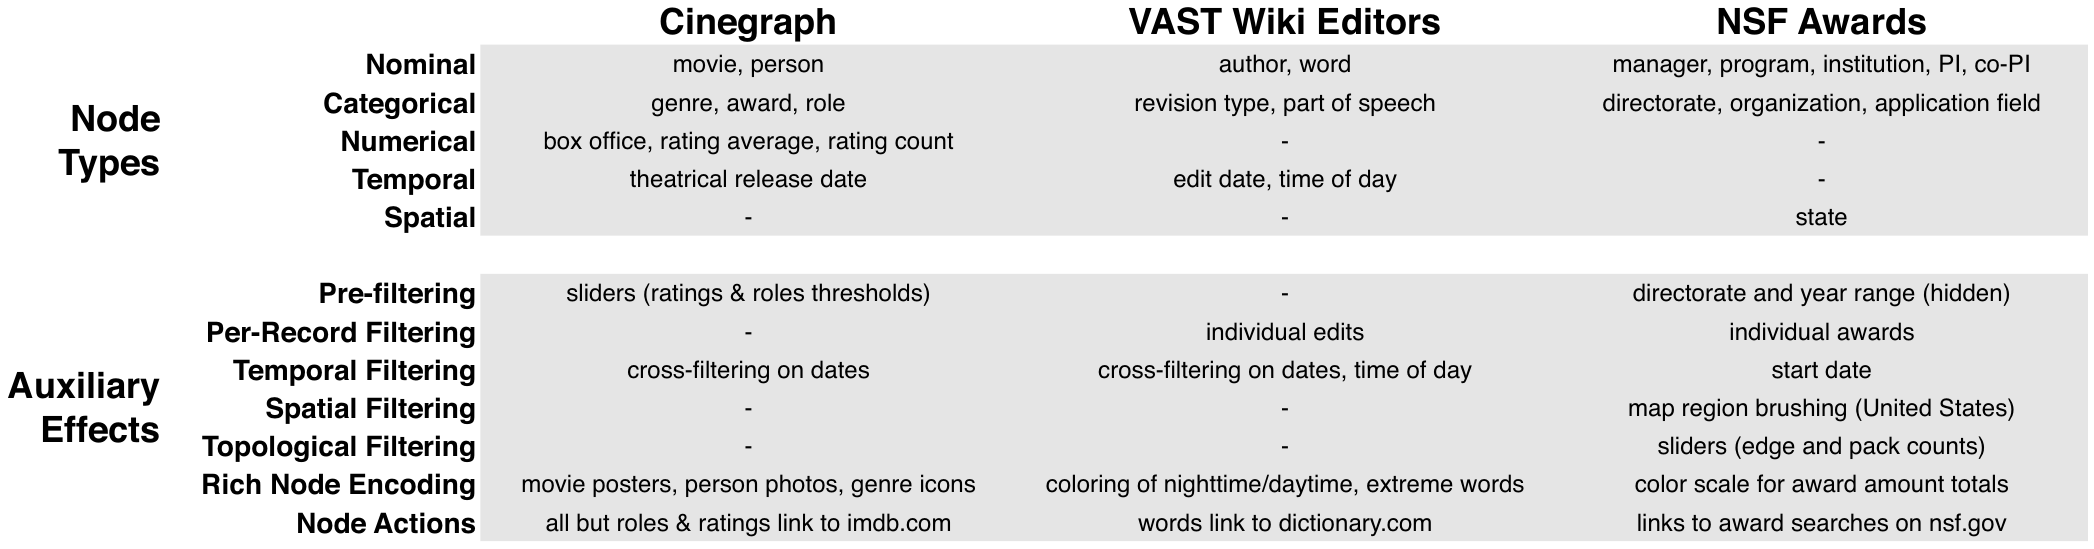 Cinegraph VAST Wiki Editors NSF Awards
Node Types
Nominal movie, person author, word manager, program, institution, PI, co-PI
Categorical genre, award, role revision type, part of speech directorate, organization, application field
Numerical box office, rating average, rating count - -
Temporal theatrical release date edit date, time of day -
Spatial - - state
Auxiliary Effects
Pre-filtering sliders (ratings & roles thresholds) - directorate and year range (hidden)
Per-Record Filtering - individual edits individual awards
Temporal Filtering cross-filtering on dates cross-filtering on dates, time of day start date
Spatial Filtering - - map region brushing (United States)
Topological Filtering - - sliders (edge and pack counts)
Rich Node Encoding movie posters, person photos, genre icons coloring of nighttime/daytime, extreme words color scale for award amount totals
Node Actions all but roles & ratings link to imdb.com words link to dictionary.com links to award searches on nsf.gov